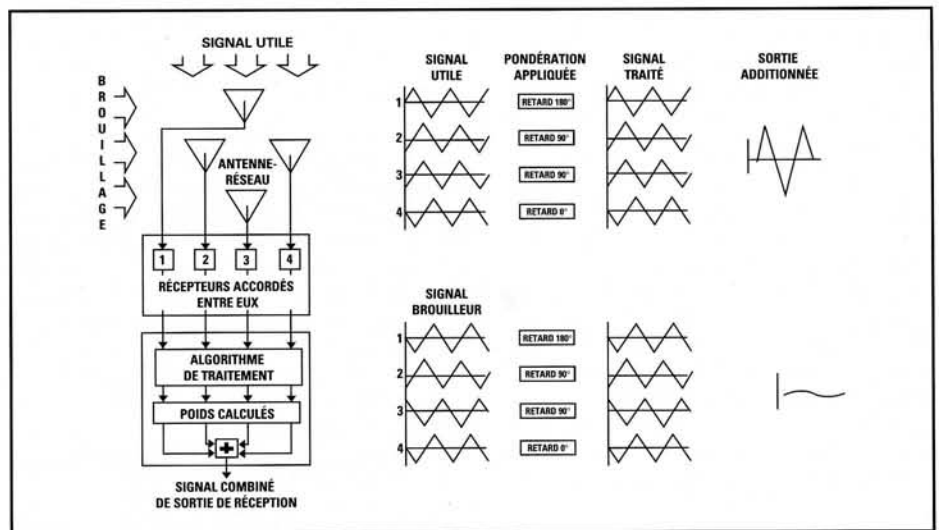 SIGNAL UTILE
BROUILLAGE
ANTENNE-
RÉSEAU
1 2 3 4
RÉCEPTEURS ACCORDÉS
ENTRE EUX
ALGORITHME
DE TRAITEMENT
POIDS CALCULÉS
+
SIGNAL COMBINÉ
DE SORTIE DE RÉCEPTION
SIGNAL
UTILE
PONDÉRATION
APPLIQUÉE
SIGNAL
TRAITÉ
SORTIE
ADDITIONNÉE
1 RETARD 180°
2 RETARD 90°
3 RETARD 90°
4 RETARD 0°
SIGNAL
BROUILLEUR
1 RETARD 180°
2 RETARD 90°
3 RETARD 90°
4 RETARD 0°